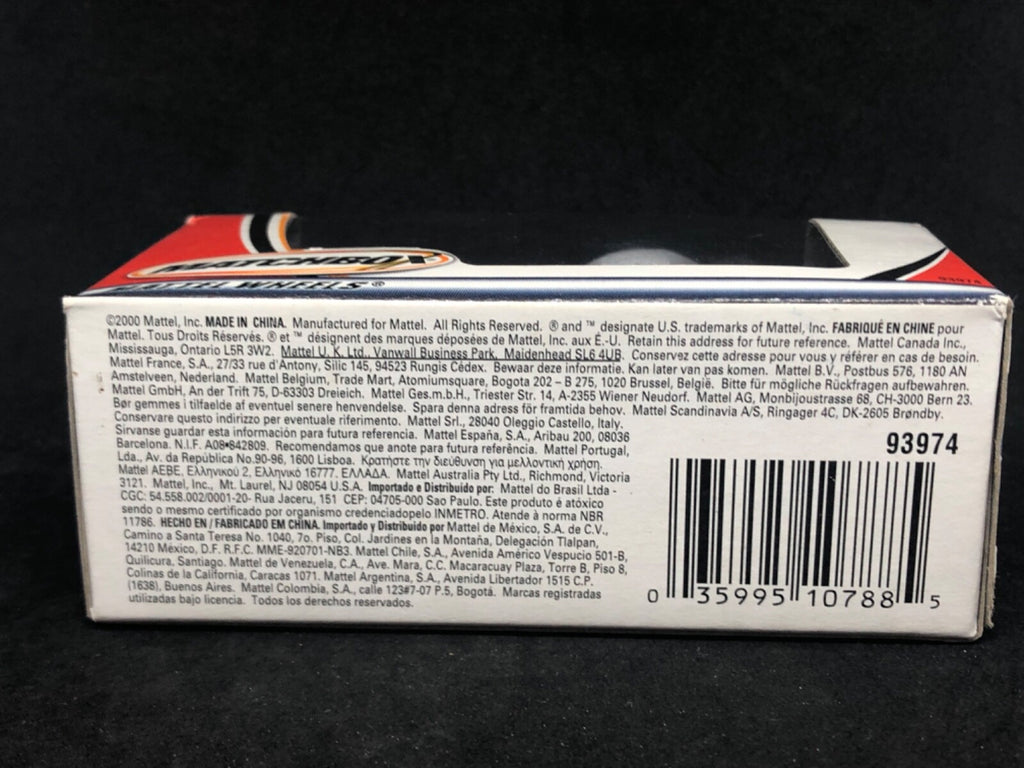 MATCHBOX
MATTEL WHEELS®
93974
©2000 Mattel, Inc. MADE IN CHINA. Manufactured for Mattel. All Rights Reserved. ® and ™ designate U.S. trademarks of Mattel, Inc. FABRIQUÉ EN CHINE pour
Mattel. Tous Droits Réservés. ® et ™ désignent des marques déposées de Mattel, Inc. aux É.-U. Retain this address for future reference. Mattel Canada Inc.,
Mississauga, Ontario L5R 3W2. Mattel U. K. Ltd., Vanwall Business Park, Maidenhead SL6 4UB. Conservez cette adresse pour vous y référer en cas de besoin.
Mattel France, S.A., 27/33 rue d'Antony, Silic 145, 94523 Rungis Cédex. Bewaar deze informatie. Kan later van pas komen. Mattel B.V., Postbus 576, 1180 AN
Amstelveen, Nederland. Mattel Belgium, Trade Mart, Atomiumsquare, Bogota 202 – B 275, 1020 Brussel, België. Bitte für mögliche Rückfragen aufbewahren.
Mattel GmbH, An der Trift 75, D-63303 Dreieich. Mattel Ges.m.b.H., Triester Str. 14, A-2355 Wiener Neudorf. Mattel AG, Monbijoustrasse 68, CH-3000 Bern 23.
Bør gemmes i tilfaelde af eventuel senere henvendelse. Spara denna adress för framtida behov. Mattel Scandinavia A/S, Ringager 4C, DK-2605 Brøndby.
Conservare questo indirizzo per eventuale riferimento. Mattel Srl., 28040 Oleggio Castello, Italy.
Sirvanse guardar esta información para futura referencia. Mattel España, S.A., Aribau 200, 08036
Barcelona. N.I.F. A08-842809. Recomendamos que anote para futura referência. Mattel Portugal,
Lda., Av. da República No.90-96, 1600 Lisboa. Κρατήστε την διεύθυνση για μελλοντική χρήση.
Mattel AEBE, Ελληνικού 2, Ελληνικό 16777, ΕΛΛΑΔΑ. Mattel Australia Pty Ltd., Richmond, Victoria
3121. Mattel, Inc., Mt. Laurel, NJ 08054 U.S.A. Importado e Distribuido por: Mattel do Brasil Ltda -
CGC: 54.558.002/0001-20- Rua Jaceru, 151 CEP: 04705-000 Sao Paulo. Este produto é atóxico
sendo o mesmo certificado por organismo credenciadopelo INMETRO. Atende à norma NBR
11786. HECHO EN / FABRICADO EM CHINA. Importado y Distribuido por Mattel de México, S.A. de C.V.,
Camino a Santa Teresa No. 1040, 7o. Piso, Col. Jardines en la Montaña, Delegación Tlalpan,
14210 México, D.F. R.F.C. MME-920701-NB3. Mattel Chile, S.A., Avenida Américo Vespucio 501-B,
Quilicura, Santiago. Mattel de Venezuela, C.A., Ave. Mara, C.C. Macaracuay Plaza, Torre B, Piso 8,
Colinas de la California, Caracas 1071. Mattel Argentina, S.A., Avenida Libertador 1515 C.P.
(1638), Buenos Aires. Mattel Colombia, S.A., calle 123#7-07 P.5, Bogotá. Marcas registradas
utilizadas bajo licencia. Todos los derechos reservados.
93974
0 35995 10788 5